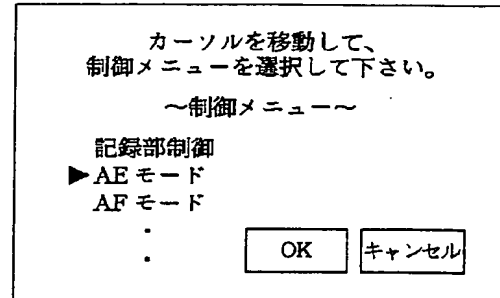 カーソルを移動して、
制御メニューを選択して下さい。
～制御メニュー～
記録部制御
▶AEモード
AFモード
・
・
OK キャンセル